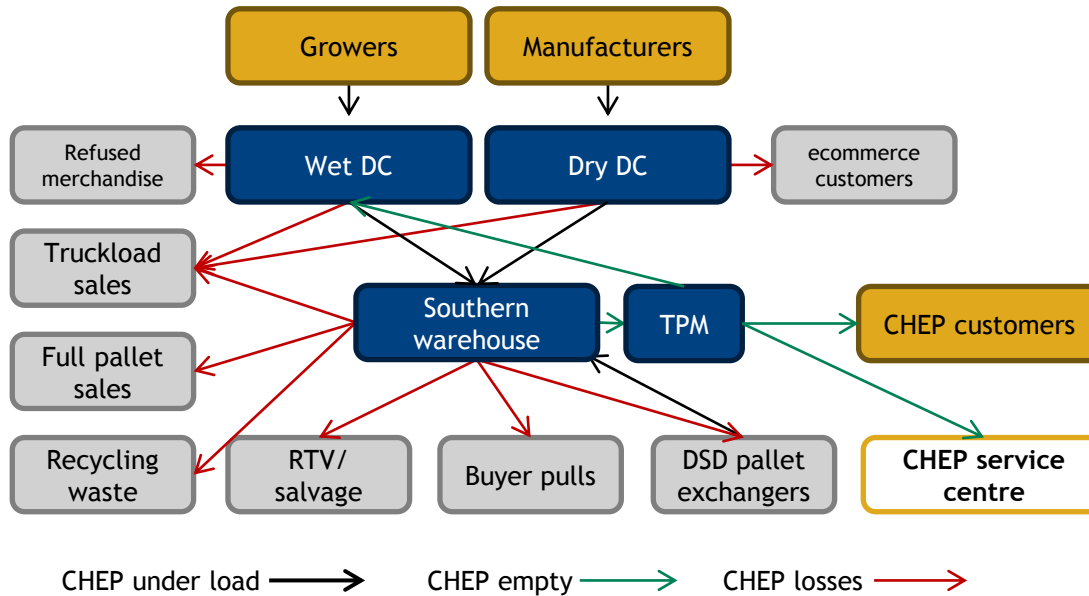 Growers
Manufacturers
Refused
merchandise
Wet DC
Dry DC
ecommerce
customers
Truckload
sales
Southern
warehouse
TPM
CHEP customers
Full pallet
sales
Recycling
waste
RTV/
salvage
Buyer pulls
DSD pallet
exchangers
CHEP service
centre
CHEP under load
CHEP empty
CHEP losses